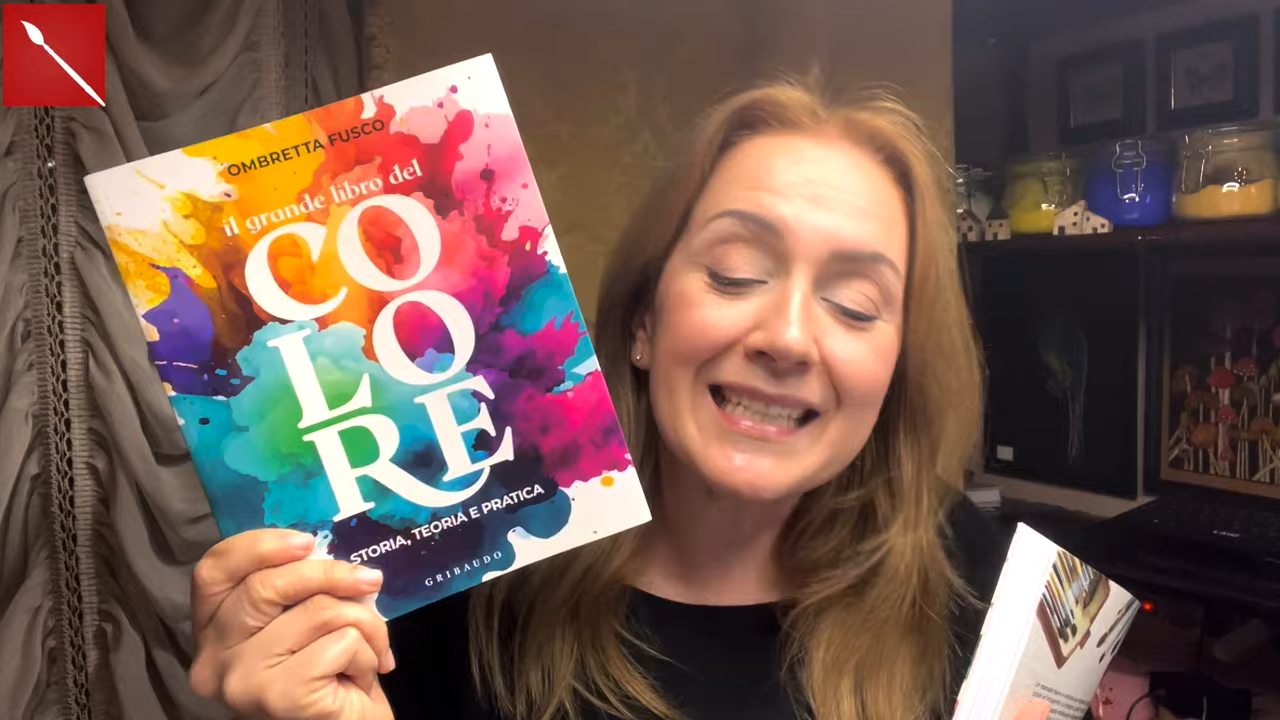 OMBRETTA FUSCO
il grande libro del
CO
LO
RE
STORIA, TEORIA E PRATICA
GRIBAUDO